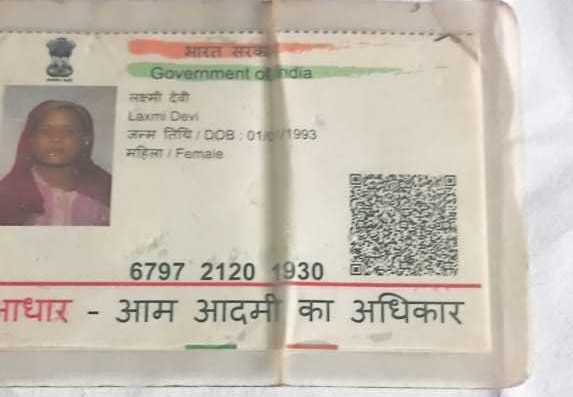 भारत सरकार
Government of India
लक्ष्मी देवी
Laxmi Devi
जन्म तिथि / DOB :
महिला / Female
6797 2120 1930
आधार - आम आदमी का अधिकार